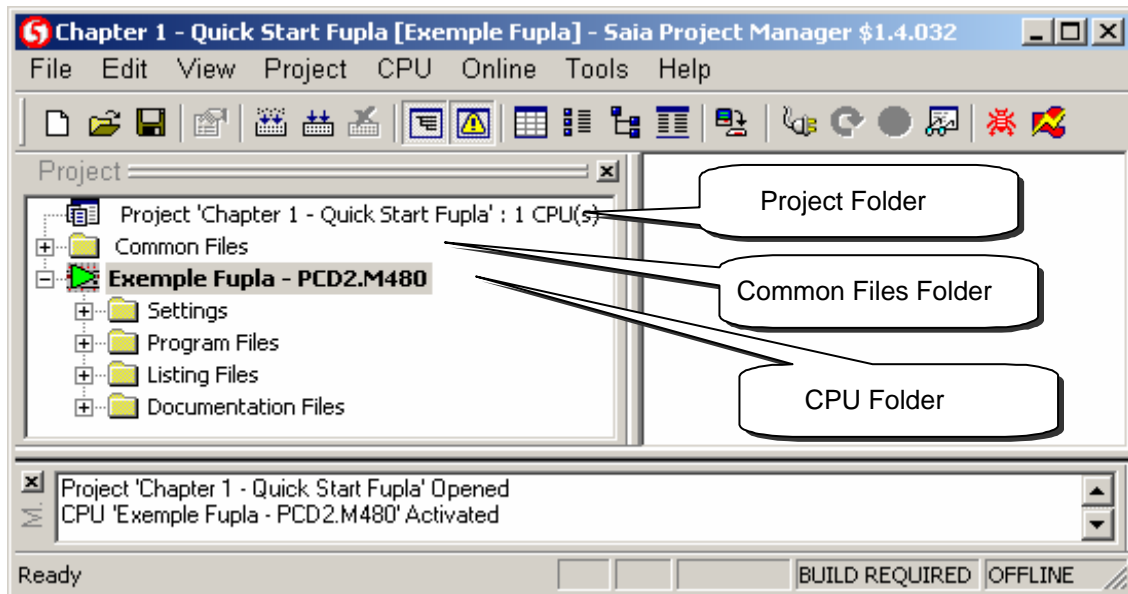 Chapter 1 - Quick Start Fupla [Exemple Fupla] - Saia Project Manager $1.4.032
File Edit View Project CPU Online Tools Help
Project
Project 'Chapter 1 - Quick Start Fupla' : 1 CPU(s)
Common Files
Exemple Fupla - PCD2.M480
Settings
Program Files
Listing Files
Documentation Files
Project Folder
Common Files Folder
CPU Folder
M.
Project 'Chapter 1 - Quick Start Fupla' Opened
CPU 'Exemple Fupla - PCD2.M480' Activated
Ready BUILD REQUIRED OFFLINE